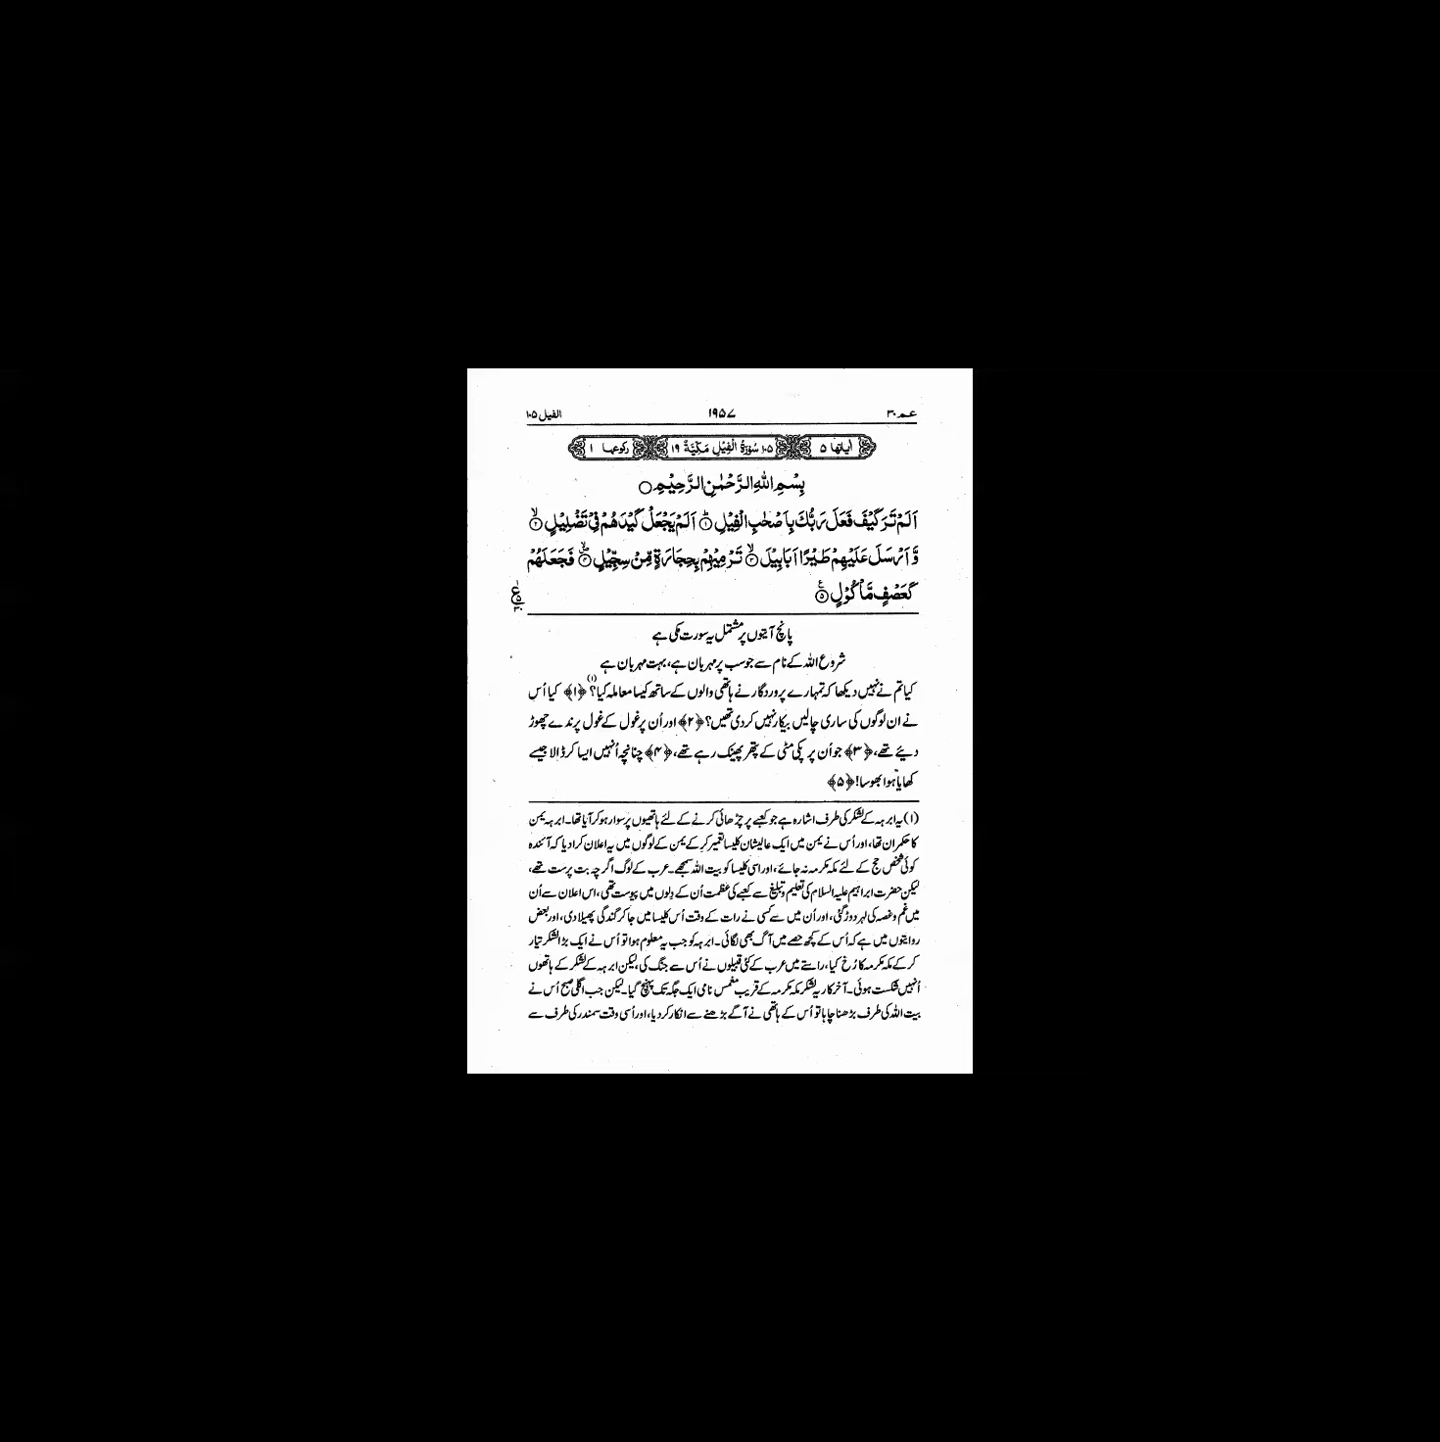 عم ۳۰
۱۹۵۷
الفیل ۱۰۵
اٰیاتها ۵
۱۰۵ سُوْرَةُ الْفِيْلِ مَكِّيَّةٌ ۱۹
رکوعها ۱
بِسْمِ اللهِ الرَّحْمٰنِ الرَّحِيْمِ
اَلَمْ تَرَ كَيْفَ فَعَلَ رَبُّكَ بِاَصْحٰبِ الْفِيْلِ ۱ اَلَمْ يَجْعَلْ كَيْدَهُمْ فِيْ تَضْلِيْلٍ ۲
وَّ اَرْسَلَ عَلَيْهِمْ طَيْرًا اَبَابِيْلَ ۳ تَرْمِيْهِمْ بِحِجَارَةٍ مِّنْ سِجِّيْلٍ ۴ فَجَعَلَهُمْ
كَعَصْفٍ مَّاْكُوْلٍ ۵
پانچ آیتوں پر مشتمل یہ سورت مکی ہے
شروع اللہ کے نام سے جو سب پر مہربان ہے، بہت مہربان ہے
کیا تم نے نہیں دیکھا کہ تمہارے پروردگار نے ہاتھی والوں کے ساتھ کیسا معاملہ کیا؟ (۱) ﴿۱﴾ کیا اُس
نے ان لوگوں کی ساری چالیں بیکار نہیں کر دی تھیں؟ ﴿۲﴾ اور اُن پر غول کے غول پرندے چھوڑ
دیئے تھے، ﴿۳﴾ جو اُن پر پکی مٹی کے پتھر پھینک رہے تھے، ﴿۴﴾ چنانچہ اُنہیں ایسا کر ڈالا جیسے
کھایا ہوا بھوسا! ﴿۵﴾
(۱) یہ ابرہہ کے لشکر کی طرف اشارہ ہے جو کعبے پر چڑھائی کرنے کے لئے ہاتھیوں پر سوار ہو کر آیا تھا۔ ابرہہ یمن
کا حکمران تھا، اور اُس نے یمن میں ایک عالیشان کلیسا تعمیر کر کے یمن کے لوگوں میں یہ اعلان کرا دیا کہ آئندہ
کوئی شخص حج کے لئے مکہ مکرمہ نہ جائے، اور اسی کلیسا کو بیت اللہ سمجھے۔ عرب کے لوگ اگرچہ بت پرست تھے،
لیکن حضرت ابراہیم علیہ السلام کی تعلیم و تبلیغ سے کعبے کی عظمت اُن کے دِلوں میں پیوست تھی، اس اعلان سے اُن
میں غم و غصہ کی لہر دوڑ گئی، اور اُن میں سے کسی نے رات کے وقت اُس کلیسا میں جا کر گندگی پھیلا دی، اور بعض
روایتوں میں ہے کہ اُس کے کچھ حصے میں آگ بھی لگائی۔ ابرہہ کو جب یہ معلوم ہوا تو اُس نے ایک بڑا لشکر تیار
کر کے مکہ مکرمہ کا رُخ کیا، راستے میں عرب کے کئی قبیلوں نے اُس سے جنگ کی، لیکن ابرہہ کے لشکر کے ہاتھوں
اُنہیں شکست ہوئی۔ آخر کار یہ لشکر مکہ مکرمہ کے قریب مغمس نامی ایک جگہ تک پہنچ گیا۔ لیکن جب اگلی صبح اُس نے
بیت اللہ کی طرف بڑھنا چاہا تو اُس کے ہاتھی نے آگے بڑھنے سے انکار کر دیا، اور اُسی وقت سمندر کی طرف سے